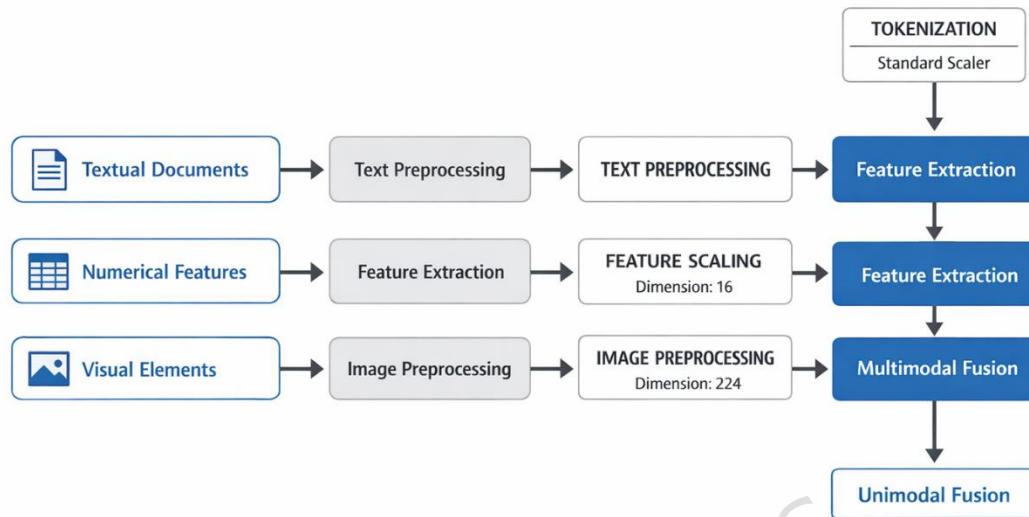 TOKENIZATION
Standard Scaler
Textual Documents
Text Preprocessing
TEXT PREPROCESSING
Feature Extraction
Numerical Features
Feature Extraction
FEATURE SCALING
Dimension: 16
Feature Extraction
Visual Elements
Image Preprocessing
IMAGE PREPROCESSING
Dimension: 224
Multimodal Fusion
Unimodal Fusion